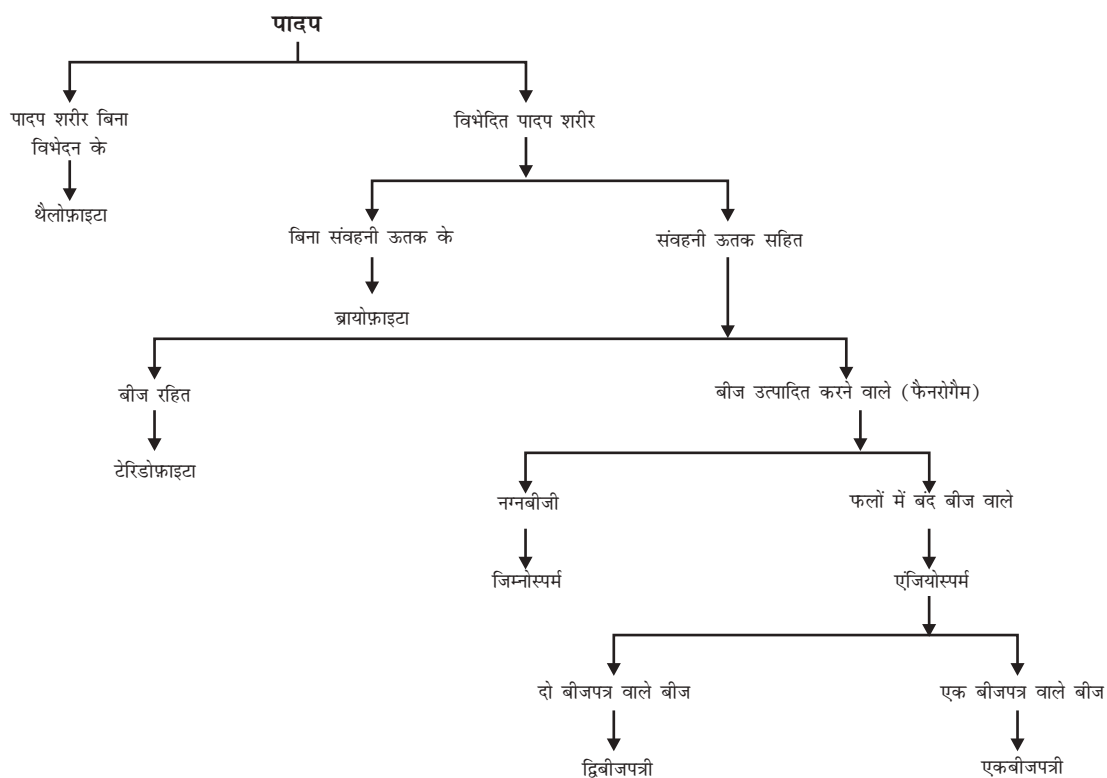 पादप
पादप शरीर बिना
विभेदन के
विभेदित पादप शरीर
थैलोफ़ाइटा
बिना संवहनी ऊतक के
संवहनी ऊतक सहित
ब्रायोफ़ाइटा
बीज रहित
बीज उत्पादित करने वाले (फैनरोगैम)
टेरिडोफ़ाइटा
नग्नबीजी
फलों में बंद बीज वाले
जिम्नोस्पर्म
एंजियोस्पर्म
दो बीजपत्र वाले बीज
एक बीजपत्र वाले बीज
द्विबीजपत्री
एकबीजपत्री